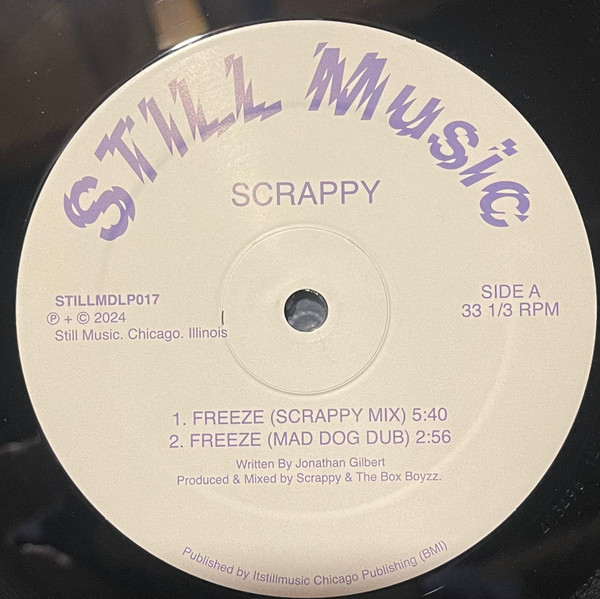 STILL MUSIC
SCRAPPY
STILLMDLP017
℗ + © 2024
Still Music. Chicago. Illinois
SIDE A
33 1/3 RPM
1. FREEZE (SCRAPPY MIX) 5:40
2. FREEZE (MAD DOG DUB) 2:56
Written By Jonathan Gilbert
Produced & Mixed by Scrappy & The Box Boyzz.
Published by Itstillmusic Chicago Publishing (BMI)